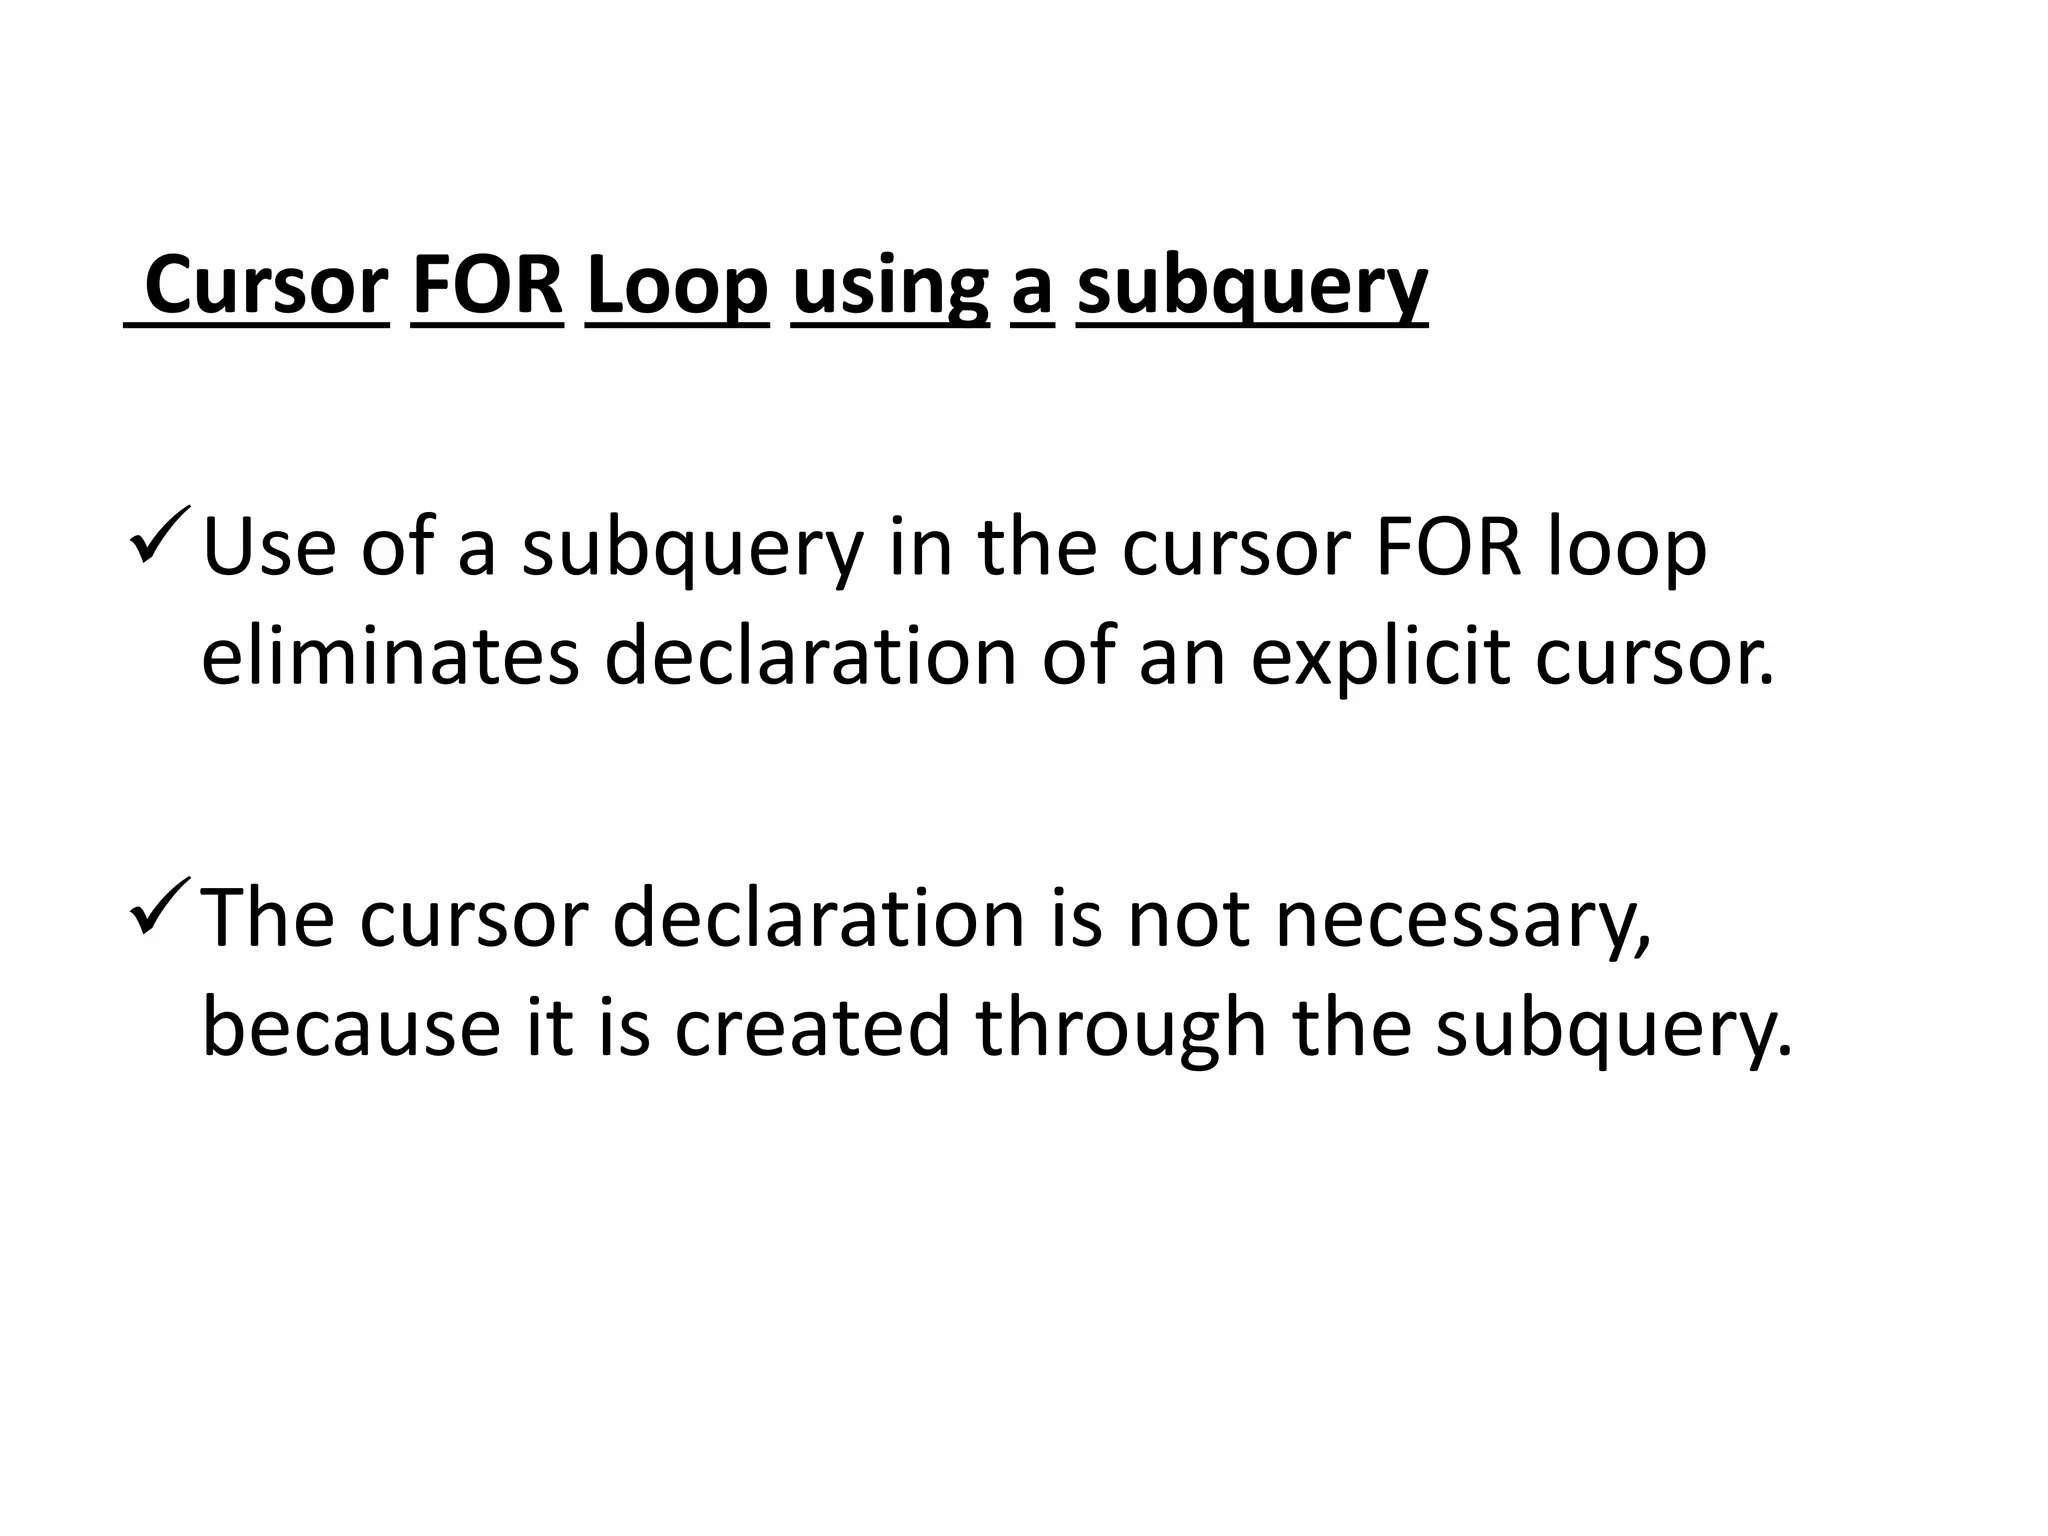 Cursor FOR Loop using a subquery
✓Use of a subquery in the cursor FOR loop
eliminates declaration of an explicit cursor.
✓The cursor declaration is not necessary,
because it is created through the subquery.